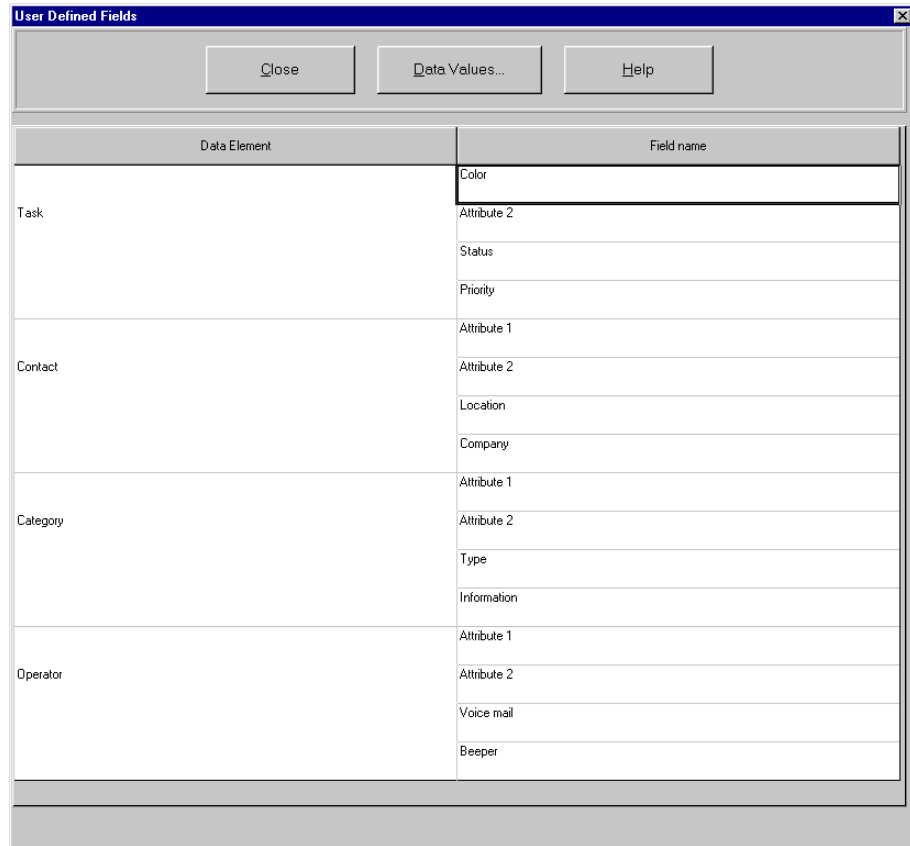 User Defined Fields
Close Data Values... Help
Data Element Field name
Color
Task Attribute 2
Status
Priority
Attribute 1
Contact Attribute 2
Location
Company
Attribute 1
Category Attribute 2
Type
Information
Attribute 1
Operator Attribute 2
Voice mail
Beeper